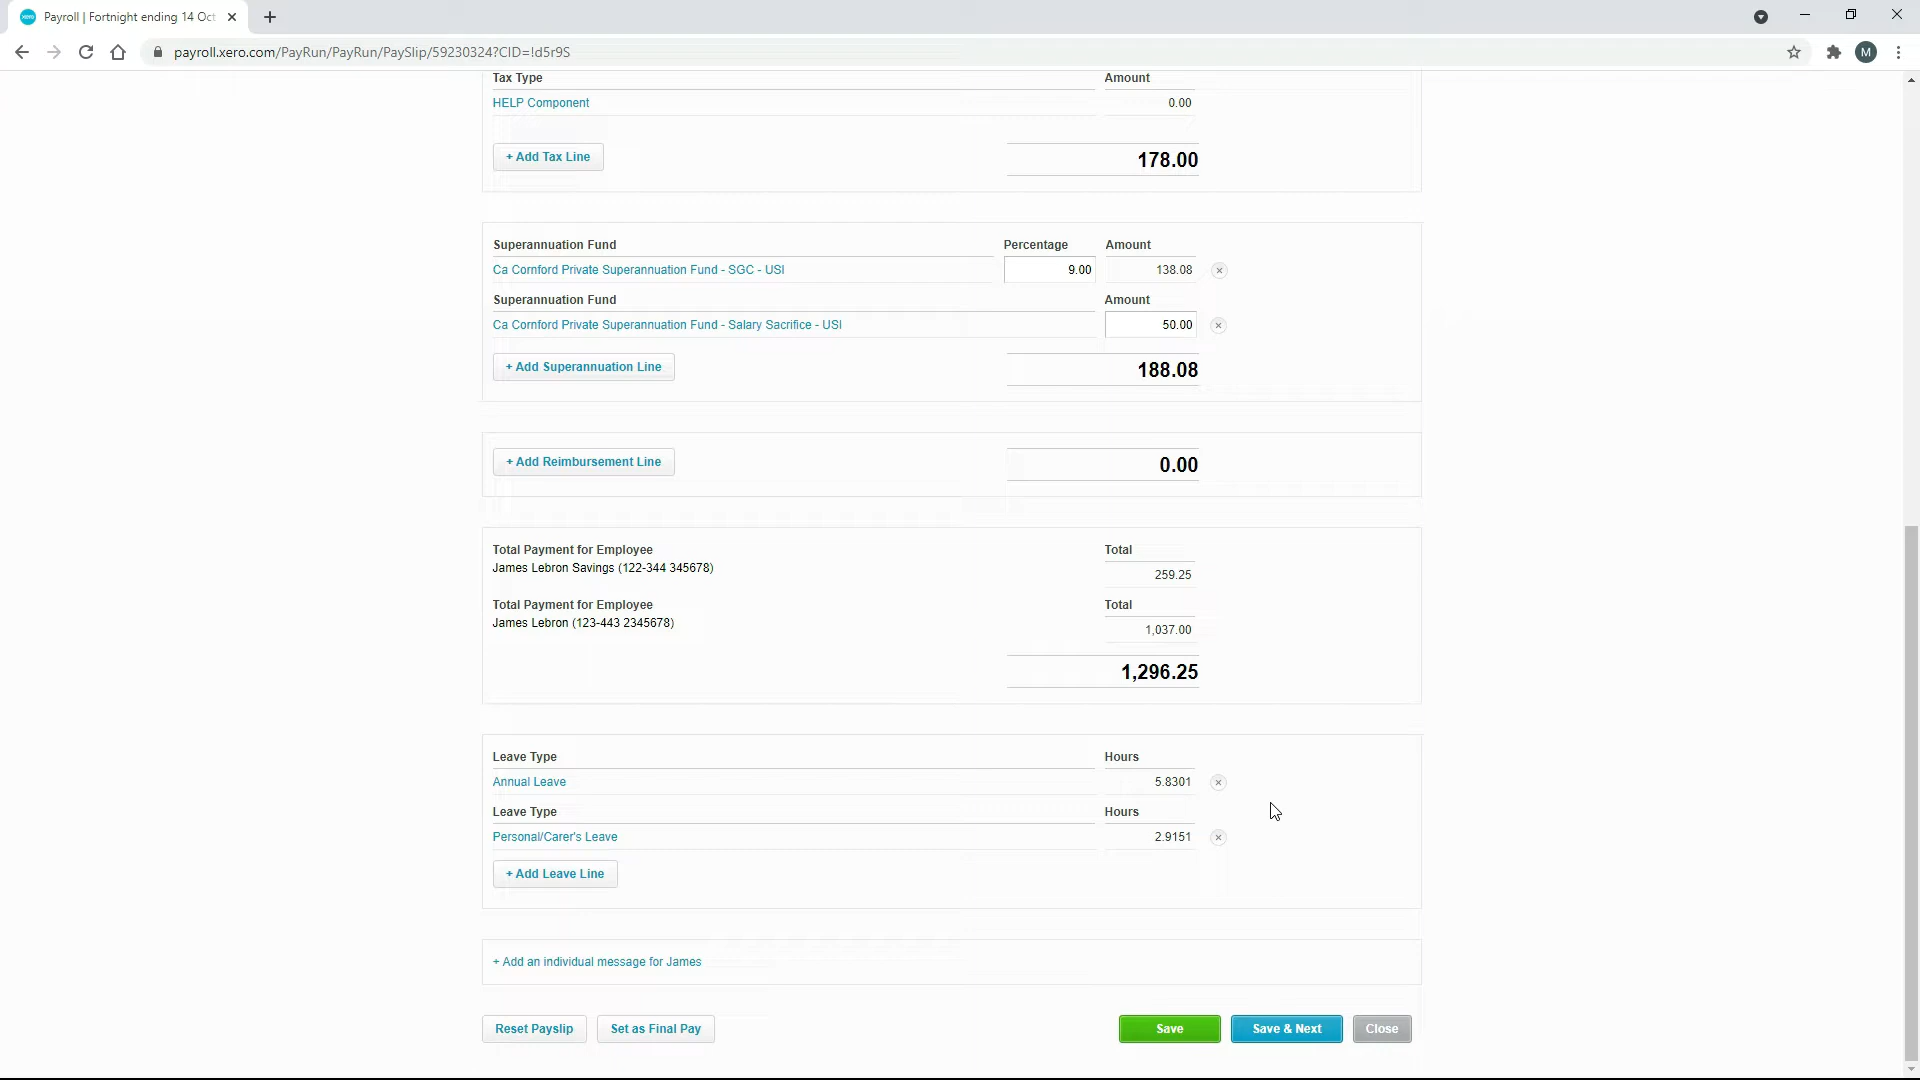 xero Payroll | Fortnight ending 14 Oct
payroll.xero.com/PayRun/PayRun/PaySlip/59230324?CID=!d5r9S
M
Tax Type Amount
HELP Component 0.00
+ Add Tax Line 178.00
Superannuation Fund Percentage Amount
Ca Cornford Private Superannuation Fund - SGC - USI 9.00 138.08
Superannuation Fund Amount
Ca Cornford Private Superannuation Fund - Salary Sacrifice - USI 50.00
+ Add Superannuation Line 188.08
+ Add Reimbursement Line 0.00
Total Payment for Employee Total
James Lebron Savings (122-344 345678)
259.25
Total Payment for Employee Total
James Lebron (123-443 2345678)
1,037.00
1,296.25
Leave Type Hours
Annual Leave 5.8301
Leave Type Hours
Personal/Carer's Leave 2.9151
+ Add Leave Line
+ Add an individual message for James
Reset Payslip Set as Final Pay Save Save & Next Close